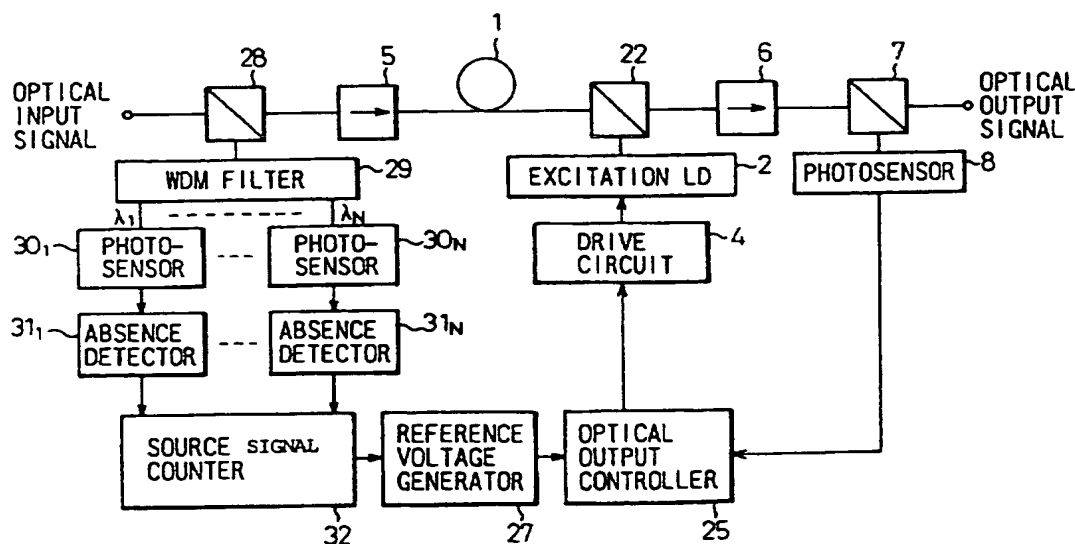 1
28
5
22
6
7
OPTICAL
INPUT
SIGNAL
OPTICAL
OUTPUT
SIGNAL
WDM FILTER
29
EXCITATION LD
2
PHOTOSENSOR
8
λ1
λN
30₁
PHOTO-
SENSOR
PHOTO-
SENSOR
30N
DRIVE
CIRCUIT
4
31₁
ABSENCE
DETECTOR
ABSENCE
DETECTOR
31N
SOURCE SIGNAL
COUNTER
REFERENCE
VOLTAGE
GENERATOR
OPTICAL
OUTPUT
CONTROLLER
32
27
25